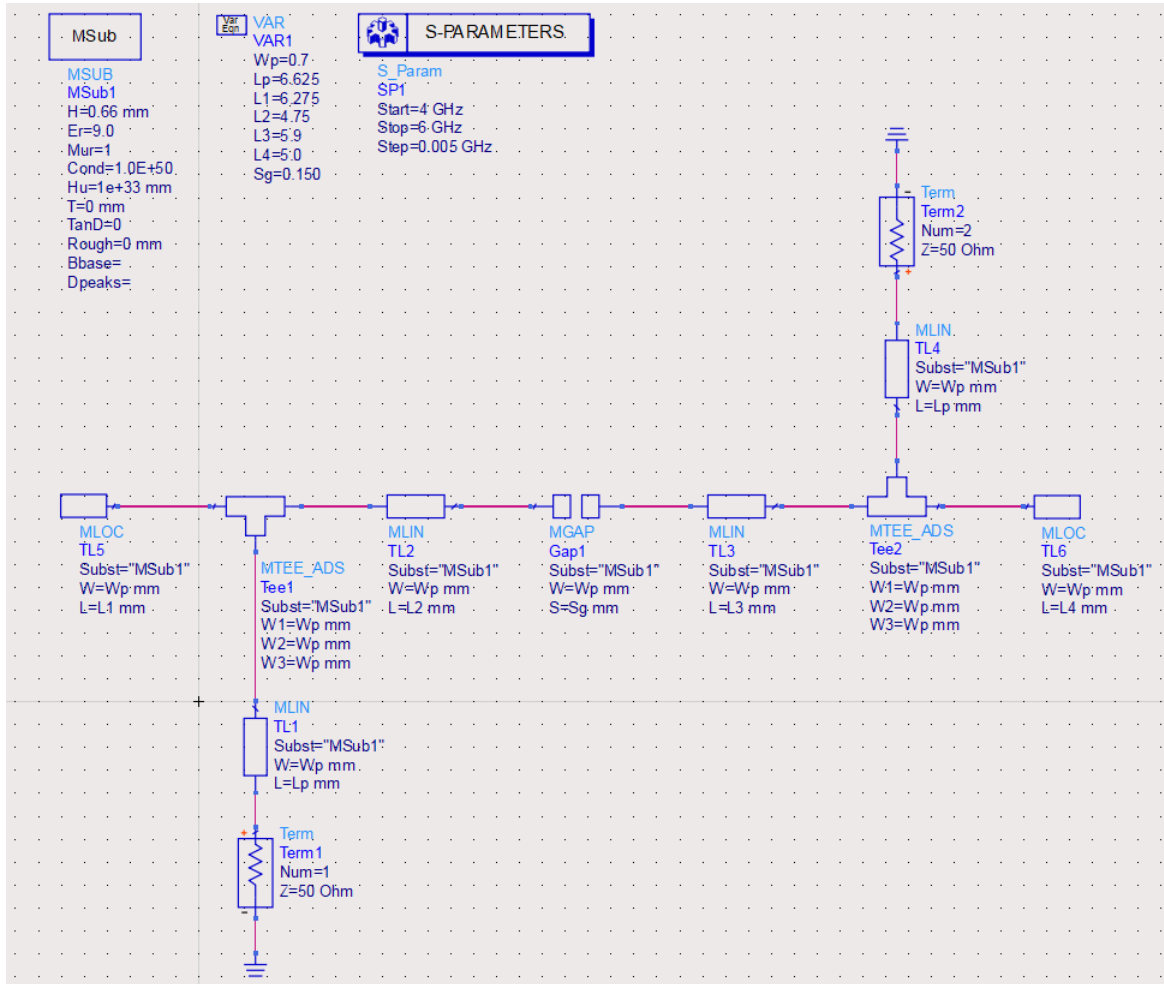 MSub
MSUB
MSub1
H=0.66 mm
Er=9.0
Mur=1
Cond=1.0E+50
Hu=1e+33 mm
T=0 mm
TanD=0
Rough=0 mm
Bbase=
Dpeaks=
Var
Eqn
VAR
VAR1
Wp=0.7
Lp=6.625
L1=6.275
L2=4.75
L3=5.9
L4=5.0
Sg=0.150
S-PARAMETERS
S_Param
SP1
Start=4 GHz
Stop=6 GHz
Step=0.005 GHz
-
Term
Term2
Num=2
Z=50 Ohm
+
MLIN
TL4
Subst="MSub1"
W=Wp mm
L=Lp mm
MLOC
TL5
Subst="MSub1"
W=Wp mm
L=L1 mm
MTEE_ADS
Tee1
Subst="MSub1"
W1=Wp mm
W2=Wp mm
W3=Wp mm
MLIN
TL2
Subst="MSub1"
W=Wp mm
L=L2 mm
MGAP
Gap1
Subst="MSub1"
W=Wp mm
S=Sg mm
MLIN
TL3
Subst="MSub1"
W=Wp mm
L=L3 mm
MTEE_ADS
Tee2
Subst="MSub1"
W1=Wp mm
W2=Wp mm
W3=Wp mm
MLOC
TL6
Subst="MSub1"
W=Wp mm
L=L4 mm
MLIN
TL1
Subst="MSub1"
W=Wp mm
L=Lp mm
+
Term
Term1
Num=1
Z=50 Ohm
-